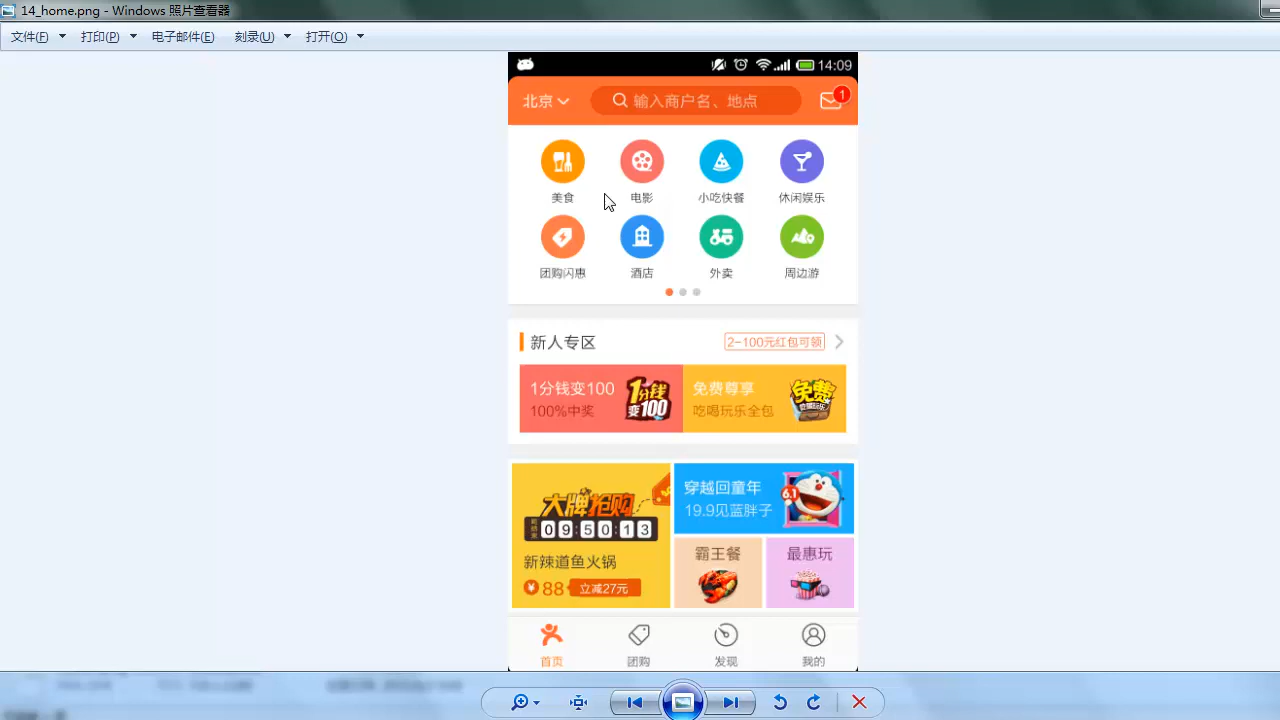 14_home.png - Windows 照片查看器
文件(F) 打印(P) 电子邮件(E) 刻录(U) 打开(O)
14:09
北京 输入商户名、地点 1
美食 电影 小吃快餐 休闲娱乐
团购闪惠 酒店 外卖 周边游
新人专区 2-100元红包可领
1分钱变100 1分钱 变100 免费尊享 免费
100%中奖 吃喝玩乐全包 吃喝玩乐
大牌抢购
09:50:13
新辣道鱼火锅
¥88 立减27元
穿越回童年 6.1
19.9见蓝胖子
霸王餐 最惠玩
首页 团购 发现 我的